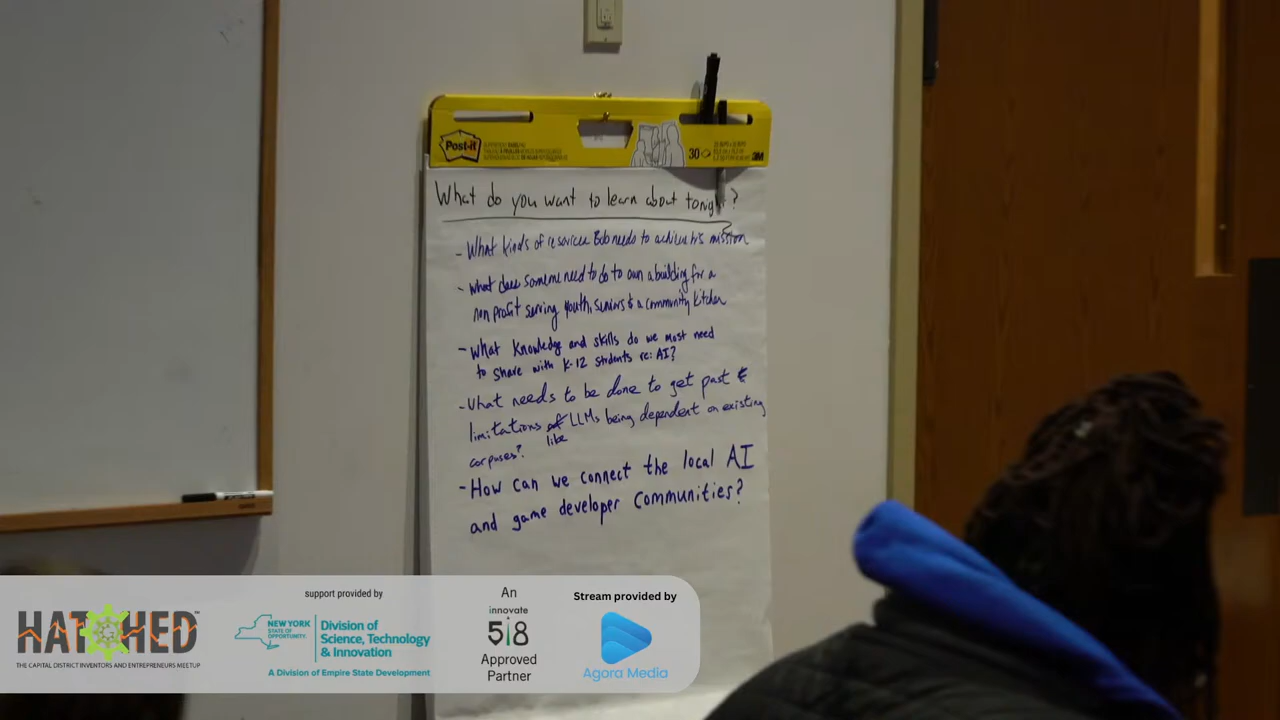 Post-it
30
3M
What do you want to learn about tonight?
- What kinds of resources Bob needs to achieve his mission
- What does someone need to do to own a building for a
non profit serving youth, seniors & a community kitchen
- What knowledge and skills do we most need
to share with K-12 students re: AI?
- What needs to be done to get past
limitations of LLMs being dependent on existing
like
corpuses?
- How can we connect the local AI
and game developer communities?
HATCHED
THE CAPITAL DISTRICT INVENTORS AND ENTREPRENEURS MEETUP
support provided by
NEW YORK
STATE OF
OPPORTUNITY.
Division of
Science, Technology
& Innovation
A Division of Empire State Development
An
innovate
518
Approved
Partner
Stream provided by
Agora Media